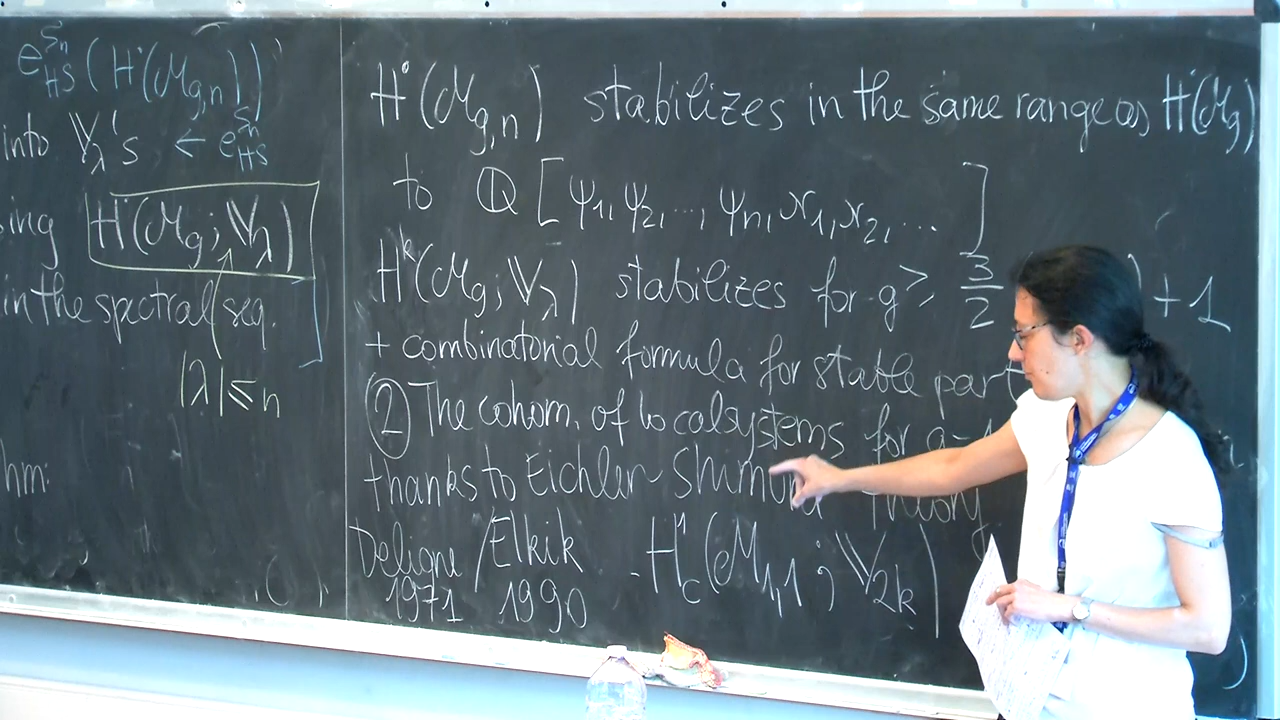 e_{HS}^{S_n}(H^•(M_{g,n}))
into 𝕍_λ's ← e_{HS}^{S_n}
H^•(M_g; 𝕍_λ)
in the spectral seq.
|λ| ≤ n
H^•(M_{g,n}) stabilizes in the same range as H^•(M_g)
to ℚ[ψ_1, ψ_2, ..., ψ_n, ϰ_1, ϰ_2, ...]
H^k(M_g; 𝕍_λ) stabilizes for g ≥ 3/2 ) + 1
+ combinatorial formula for stable part
② The cohom. of local systems for g=1
thanks to Eichler Shimura Theory
Deligne / Elkik H^1_c(M_{1,1}; 𝕍_{2k})
1971 1990